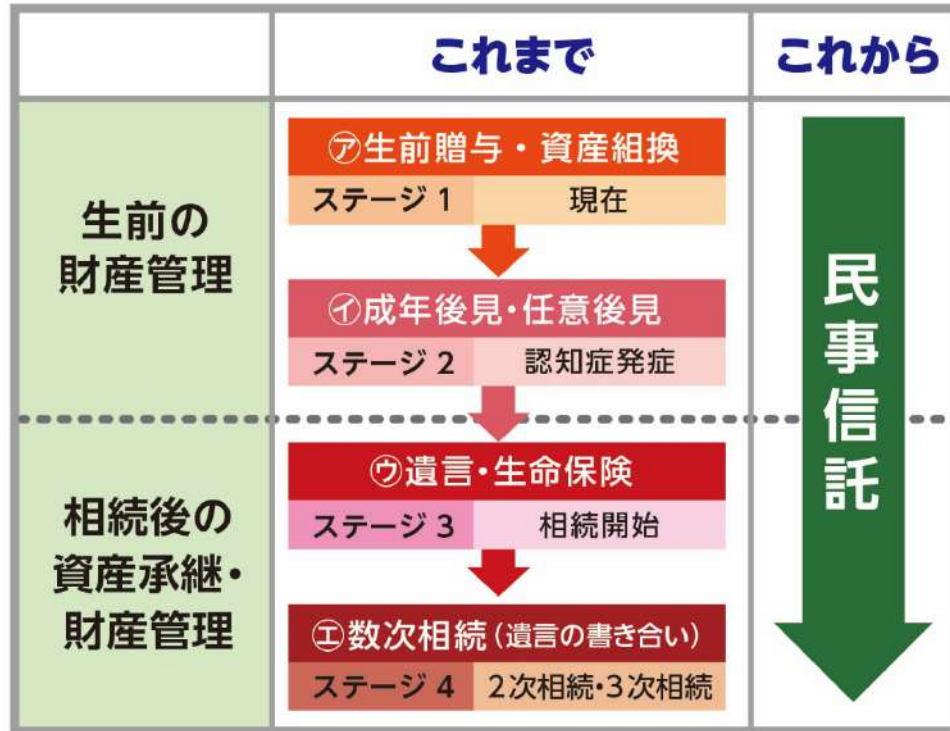 これまで
これから
生前の
財産管理
㋐生前贈与・資産組換
ステージ 1
現在
㋑成年後見・任意後見
ステージ 2
認知症発症
相続後の
資産承継・
財産管理
㋒遺言・生命保険
ステージ 3
相続開始
㋓数次相続(遺言の書き合い)
ステージ 4
2次相続・3次相続
民事信託